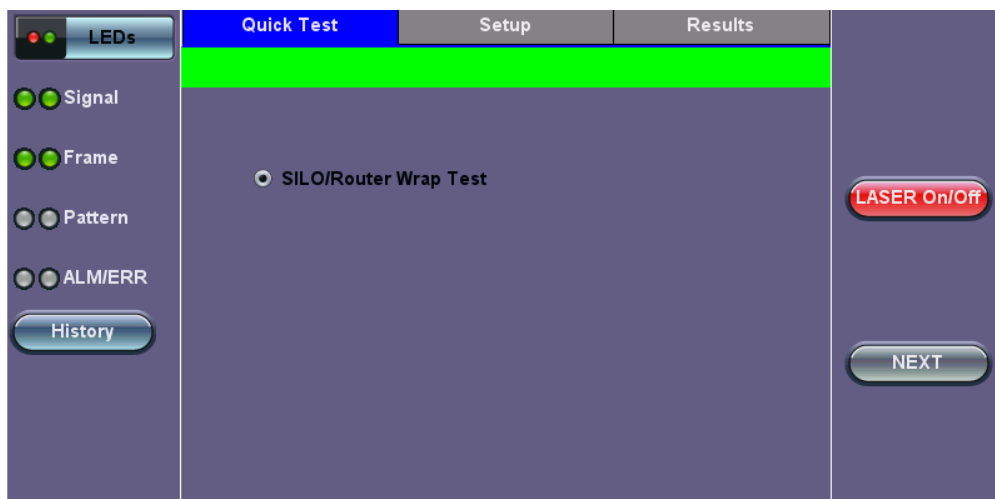 LEDs
Signal
Frame
Pattern
ALM/ERR
History
Quick Test
Setup
Results
SILO/Router Wrap Test
LASER On/Off
NEXT